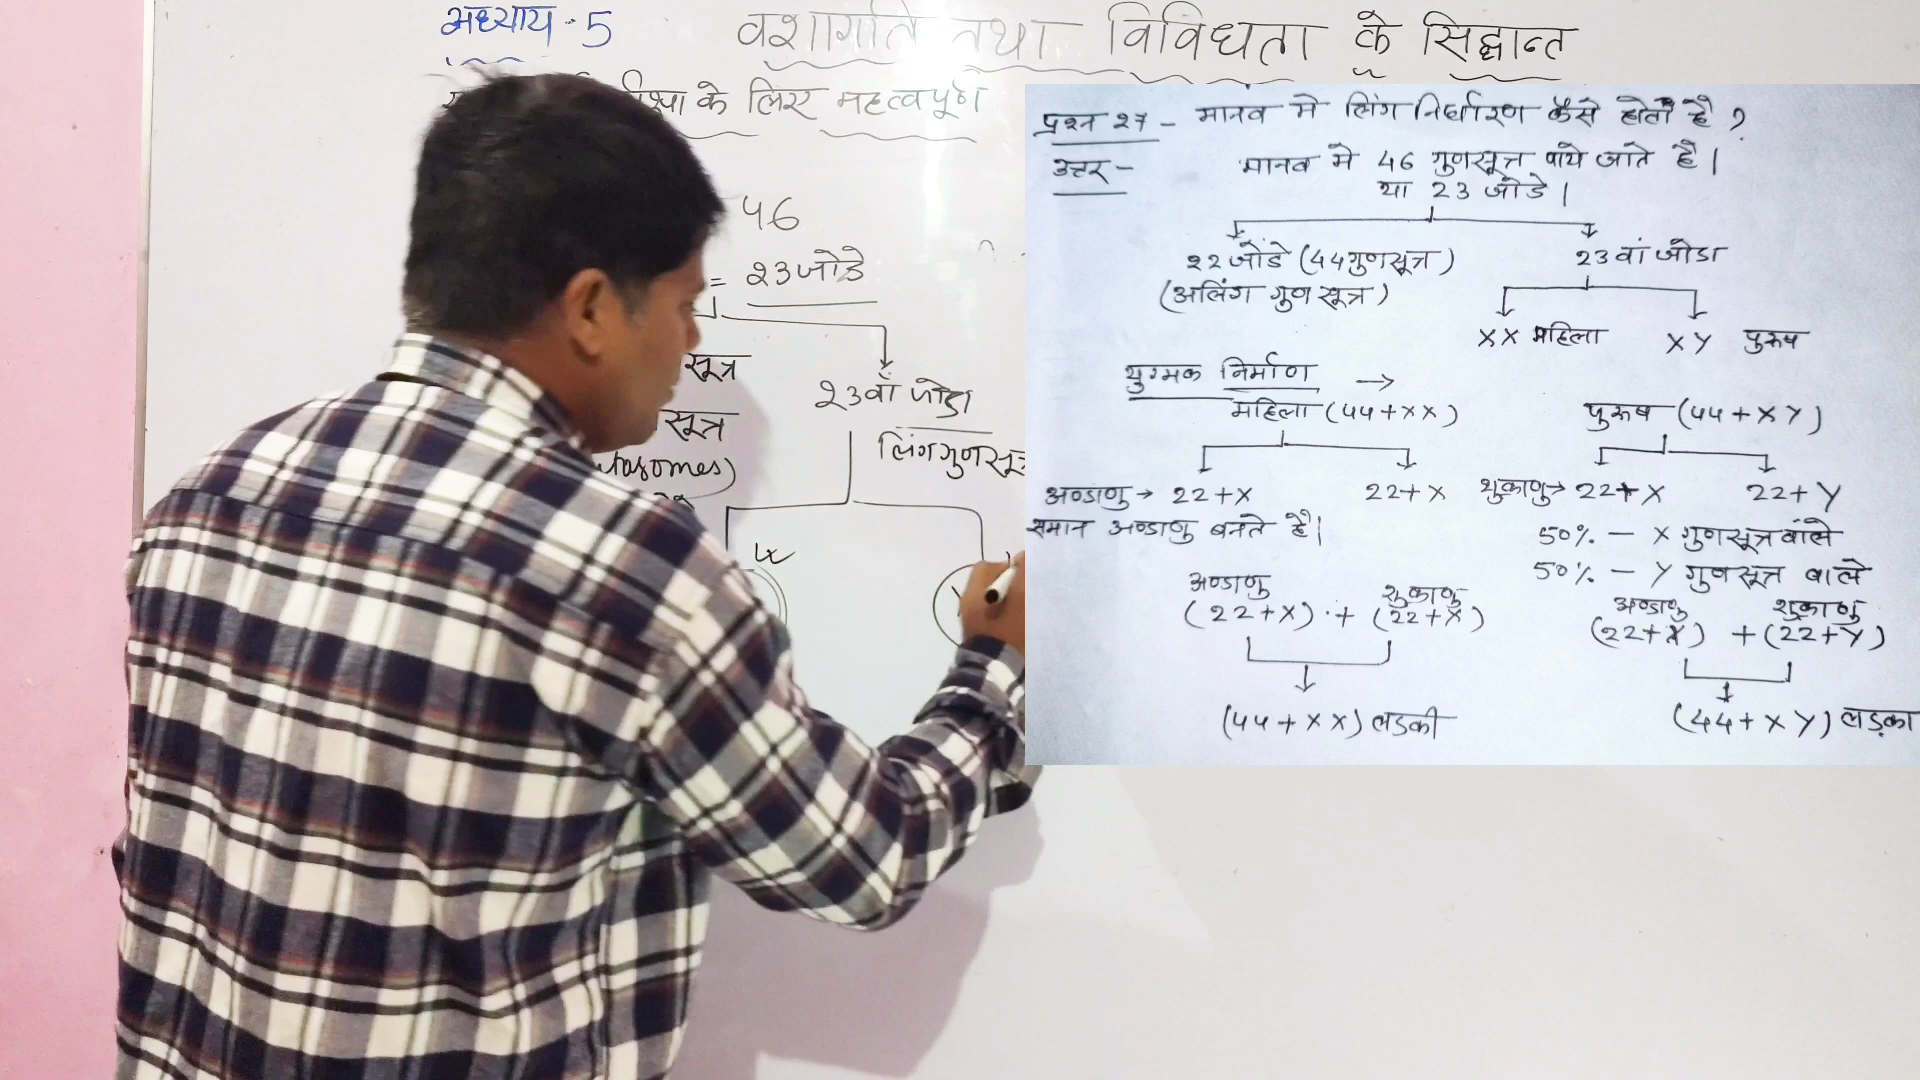 अध्याय-5 वंशागति तथा विविधता के सिद्धान्त
के लिए महत्वपूर्ण
46
= 23 जोडे
सूत्र
23वाँ जोडा
सूत्र
लिंगगुणसूत्र
प्रश्न 27 - मानव मे लिंग निर्धारण कैसे होता है ?
उत्तर - मानव मे 46 गुणसूत्र पाये जाते है।
या 23 जोडे।
22 जोडे (44 गुणसूत्र) 23 वां जोडा
(अलिंग गुणसूत्र)
XX महिला XY पुरूष
युग्मक निर्माण →
महिला (44+XX) पुरूष (44+XY)
अण्डाणु → 22+X 22+X शुक्राणु → 22+X 22+Y
समान अण्डाणु बनते है।
50% - X गुणसूत्र वाले
50% - Y गुणसूत्र वाले
अण्डाणु शुक्राणु
(22+X) + (22+X)
अण्डाणु शुक्राणु
(22+X) + (22+Y)
(44+XX) लडकी
(44+XY) लड़का